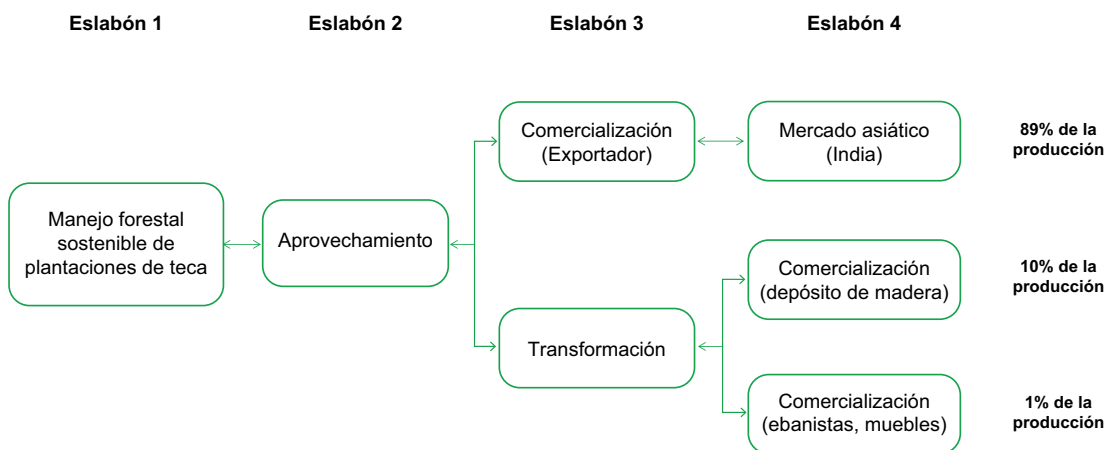 Eslabón 1
Eslabón 2
Eslabón 3
Eslabón 4
Manejo forestal
sostenible de
plantaciones de teca
Aprovechamiento
Comercialización
(Exportador)
Mercado asiático
(India)
89% de la
producción
Transformación
Comercialización
(depósito de madera)
10% de la
producción
Comercialización
(ebanistas, muebles)
1% de la
producción